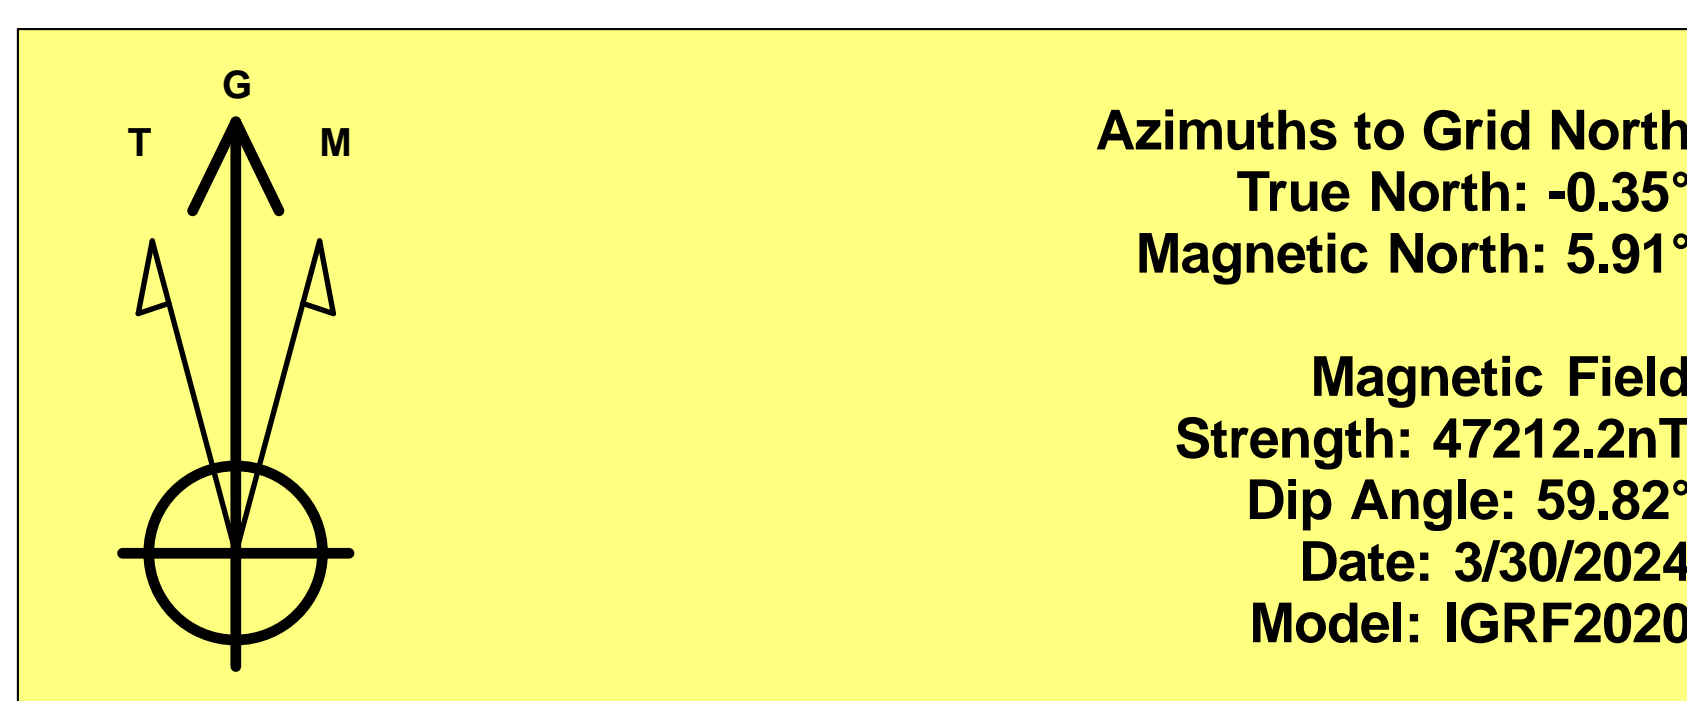 G
T M
Azimuths to Grid North
True North: -0.35°
Magnetic North: 5.91°
Magnetic Field
Strength: 47212.2nT
Dip Angle: 59.82°
Date: 3/30/2024
Model: IGRF2020